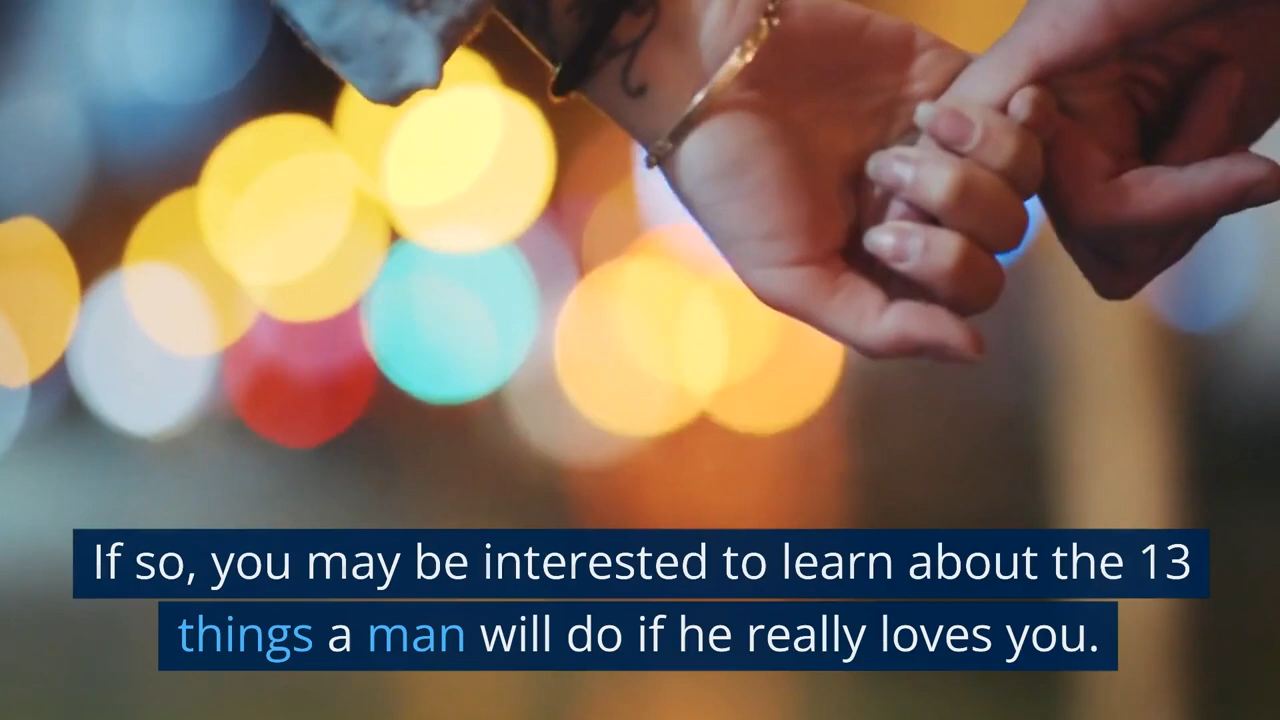 If so, you may be interested to learn about the 13
things a man will do if he really loves you.